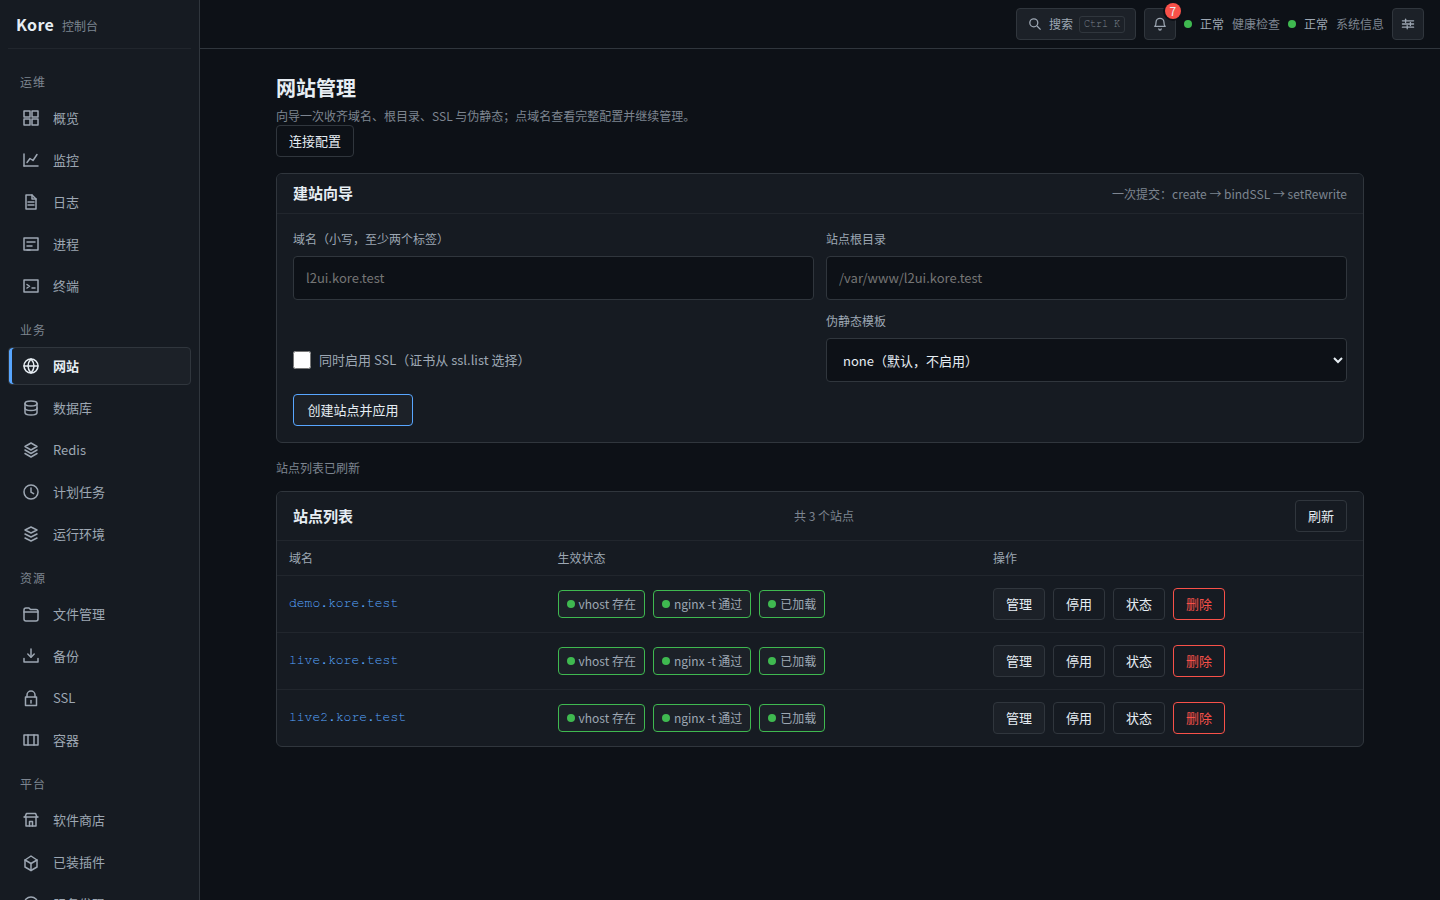 Kore 控制台
搜索 Ctrl K
7
正常 健康检查
正常 系统信息
运维
概览
监控
日志
进程
终端
业务
网站
数据库
Redis
计划任务
运行环境
资源
文件管理
备份
SSL
容器
平台
软件商店
已装插件
网站管理
向导一次收齐域名、根目录、SSL 与伪静态；点域名查看完整配置并继续管理。
连接配置
建站向导
一次提交：create → bindSSL → setRewrite
域名（小写，至少两个标签）
站点根目录
l2ui.kore.test
/var/www/l2ui.kore.test
伪静态模板
同时启用 SSL（证书从 ssl.list 选择）
none（默认，不启用）
创建站点并应用
站点列表已刷新
站点列表
共 3 个站点
刷新
域名 生效状态 操作
demo.kore.test vhost 存在 nginx -t 通过 已加载 管理 停用 状态 删除
live.kore.test vhost 存在 nginx -t 通过 已加载 管理 停用 状态 删除
live2.kore.test vhost 存在 nginx -t 通过 已加载 管理 停用 状态 删除